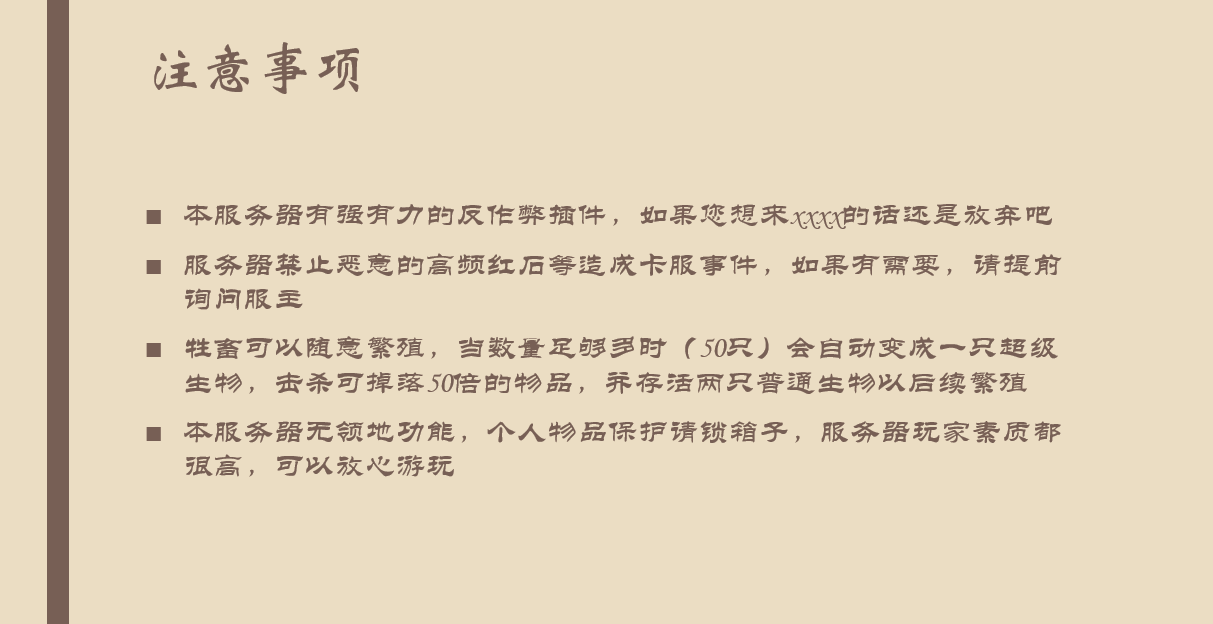 注意事项
■ 本服务器有强有力的反作弊插件，如果您想来xxxx的话还是放弃吧
■ 服务器禁止恶意的高频红石等造成卡服事件，如果有需要，请提前
询问服主
■ 牲畜可以随意繁殖，当数量足够多时（50只）会自动变成一只超级
生物，击杀可掉落50倍的物品，并存活两只普通生物以后续繁殖
■ 本服务器无领地功能，个人物品保护请锁箱子，服务器玩家素质都
很高，可以放心游玩